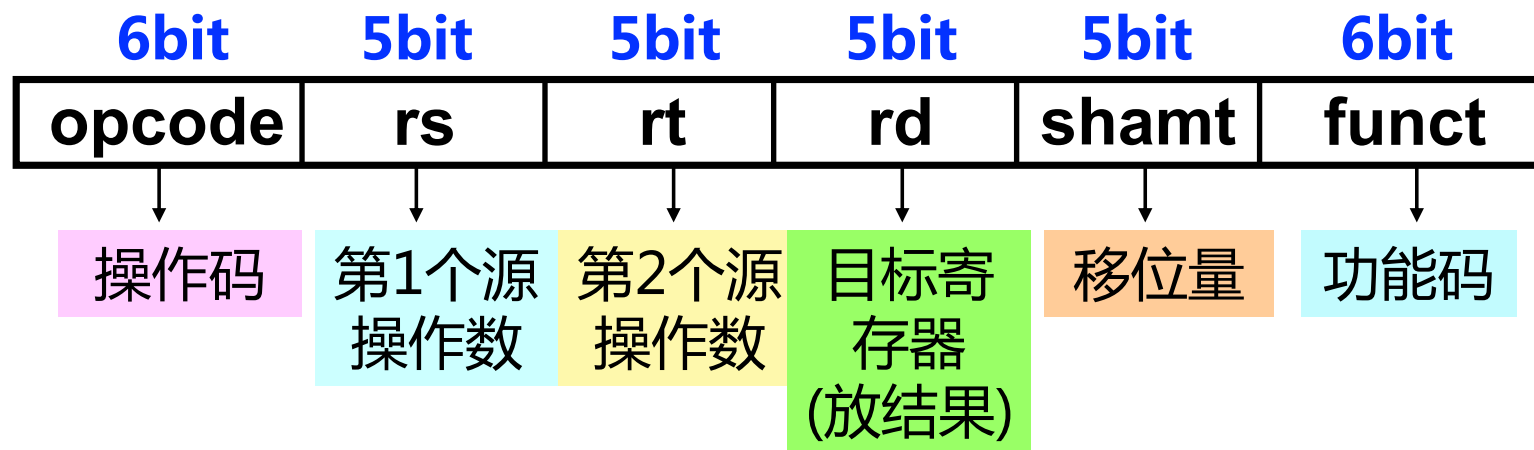 6bit 5bit 5bit 5bit 5bit 6bit
opcode rs rt rd shamt funct
操作码 第1个源 第2个源 目标寄 移位量 功能码
操作数 操作数 存器
(放结果)